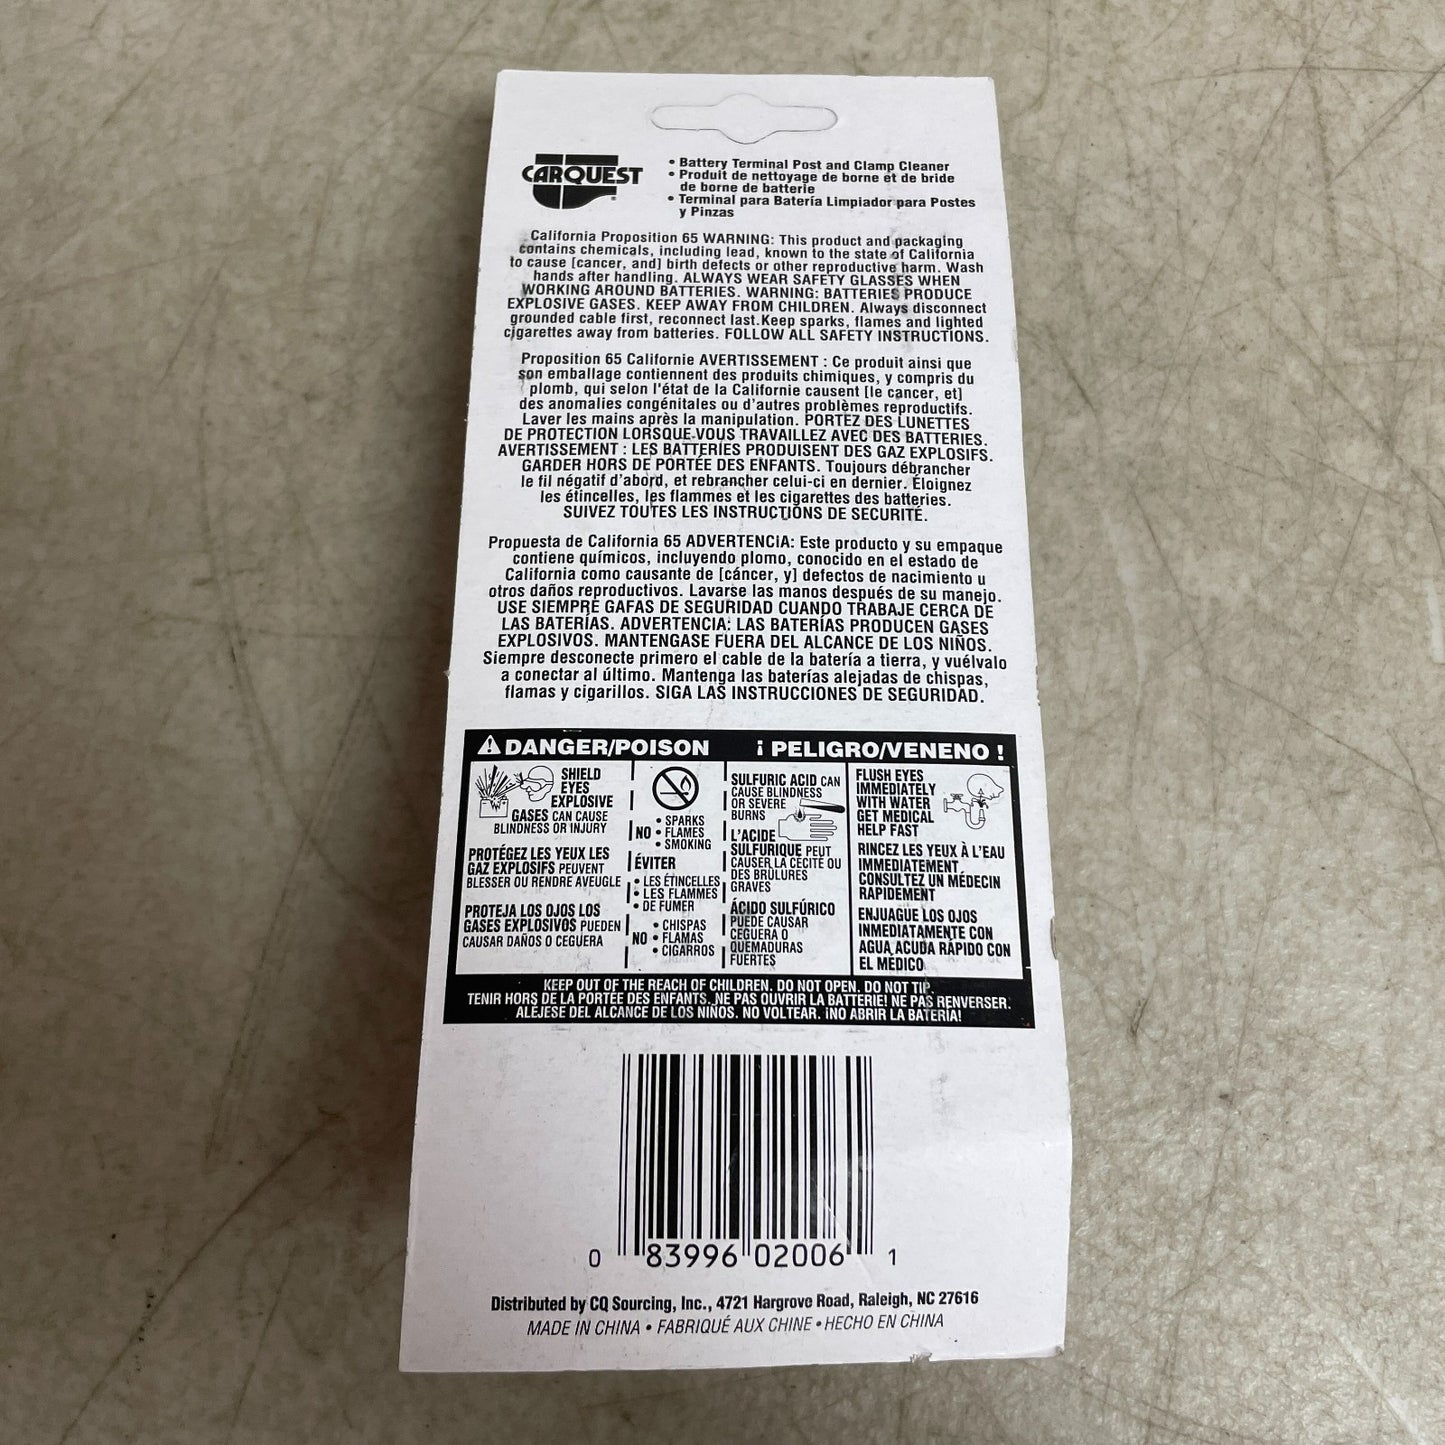 CARQUEST
• Battery Terminal Post and Clamp Cleaner
• Produit de nettoyage de borne et de bride
de borne de batterie
• Terminal para Batería Limpiador para Postes
y Pinzas
California Proposition 65 WARNING: This product and packaging
contains chemicals, including lead, known to the state of California
to cause [cancer, and] birth defects or other reproductive harm. Wash
hands after handling. ALWAYS WEAR SAFETY GLASSES WHEN
WORKING AROUND BATTERIES. WARNING: BATTERIES PRODUCE
EXPLOSIVE GASES. KEEP AWAY FROM CHILDREN. Always disconnect
grounded cable first, reconnect last.Keep sparks, flames and lighted
cigarettes away from batteries. FOLLOW ALL SAFETY INSTRUCTIONS.
Proposition 65 Californie AVERTISSEMENT : Ce produit ainsi que
son emballage contiennent des produits chimiques, y compris du
plomb, qui selon l'état de la Californie causent [le cancer, et]
des anomalies congénitales ou d'autres problèmes reproductifs.
Laver les mains après la manipulation. PORTEZ DES LUNETTES
DE PROTECTION LORSQUE-VOUS TRAVAILLEZ AVEC DES BATTERIES.
AVERTISSEMENT : LES BATTERIES PRODUISENT DES GAZ EXPLOSIFS.
GARDER HORS DE PORTÉE DES ENFANTS. Toujours débrancher
le fil négatif d'abord, et rebrancher celui-ci en dernier. Éloignez
les étincelles, les flammes et les cigarettes des batteries.
SUIVEZ TOUTES LES INSTRUCTIONS DE SECURITÉ.
Propuesta de California 65 ADVERTENCIA: Este producto y su empaque
contiene químicos, incluyendo plomo, conocido en el estado de
California como causante de [cáncer, y] defectos de nacimiento u
otros daños reproductivos. Lavarse las manos después de su manejo.
USE SIEMPRE GAFAS DE SEGURIDAD CUANDO TRABAJE CERCA DE
LAS BATERÍAS. ADVERTENCIA: LAS BATERÍAS PRODUCEN GASES
EXPLOSIVOS. MANTENGASE FUERA DEL ALCANCE DE LOS NIÑOS.
Siempre desconecte primero el cable de la batería a tierra, y vuélvalo
a conectar al último. Mantenga las baterías alejadas de chispas,
flamas y cigarillos. SIGA LAS INSTRUCCIONES DE SEGURIDAD.
DANGER/POISON ¡ PELIGRO/VENENO !
SHIELD
EYES
EXPLOSIVE
GASES CAN CAUSE
BLINDNESS OR INJURY
PROTÉGEZ LES YEUX LES
GAZ EXPLOSIFS PEUVENT
BLESSER OU RENDRE AVEUGLE
PROTEJA LOS OJOS LOS
GASES EXPLOSIVOS PUEDEN
CAUSAR DAÑOS O CEGUERA
• SPARKS
NO • FLAMES
• SMOKING
ÉVITER
• LES ÉTINCELLES
• LES FLAMMES
• DE FUMER
• CHISPAS
NO • FLAMAS
• CIGARROS
SULFURIC ACID CAN
CAUSE BLINDNESS
OR SEVERE
BURNS
L'ACIDE
SULFURIQUE PEUT
CAUSER LA CÉCITÉ OU
DES BRÛLURES
GRAVES
ÁCIDO SULFÚRICO
PUEDE CAUSAR
CEGUERA O
QUEMADURAS
FUERTES
FLUSH EYES
IMMEDIATELY
WITH WATER
GET MEDICAL
HELP FAST
RINCEZ LES YEUX À L'EAU
IMMEDIATEMENT,
CONSULTEZ UN MÉDECIN
RAPIDEMENT
ENJUAGUE LOS OJOS
INMEDIATAMENTE CON
AGUA, ACUDA RÁPIDO CON
EL MÉDICO
KEEP OUT OF THE REACH OF CHILDREN. DO NOT OPEN. DO NOT TIP.
TENIR HORS DE LA PORTÉE DES ENFANTS. NE PAS OUVRIR LA BATTERIE! NE PAS RENVERSER.
ALÉJESE DEL ALCANCE DE LOS NIÑOS. NO VOLTEAR. ¡NO ABRIR LA BATERÍA!
0 83996 02006 1
Distributed by CQ Sourcing, Inc., 4721 Hargrove Road, Raleigh, NC 27616
MADE IN CHINA • FABRIQUÉ AUX CHINE • HECHO EN CHINA